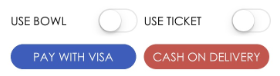 USE BOWL USE TICKET
PAY WITH VISA CASH ON DELIVERY